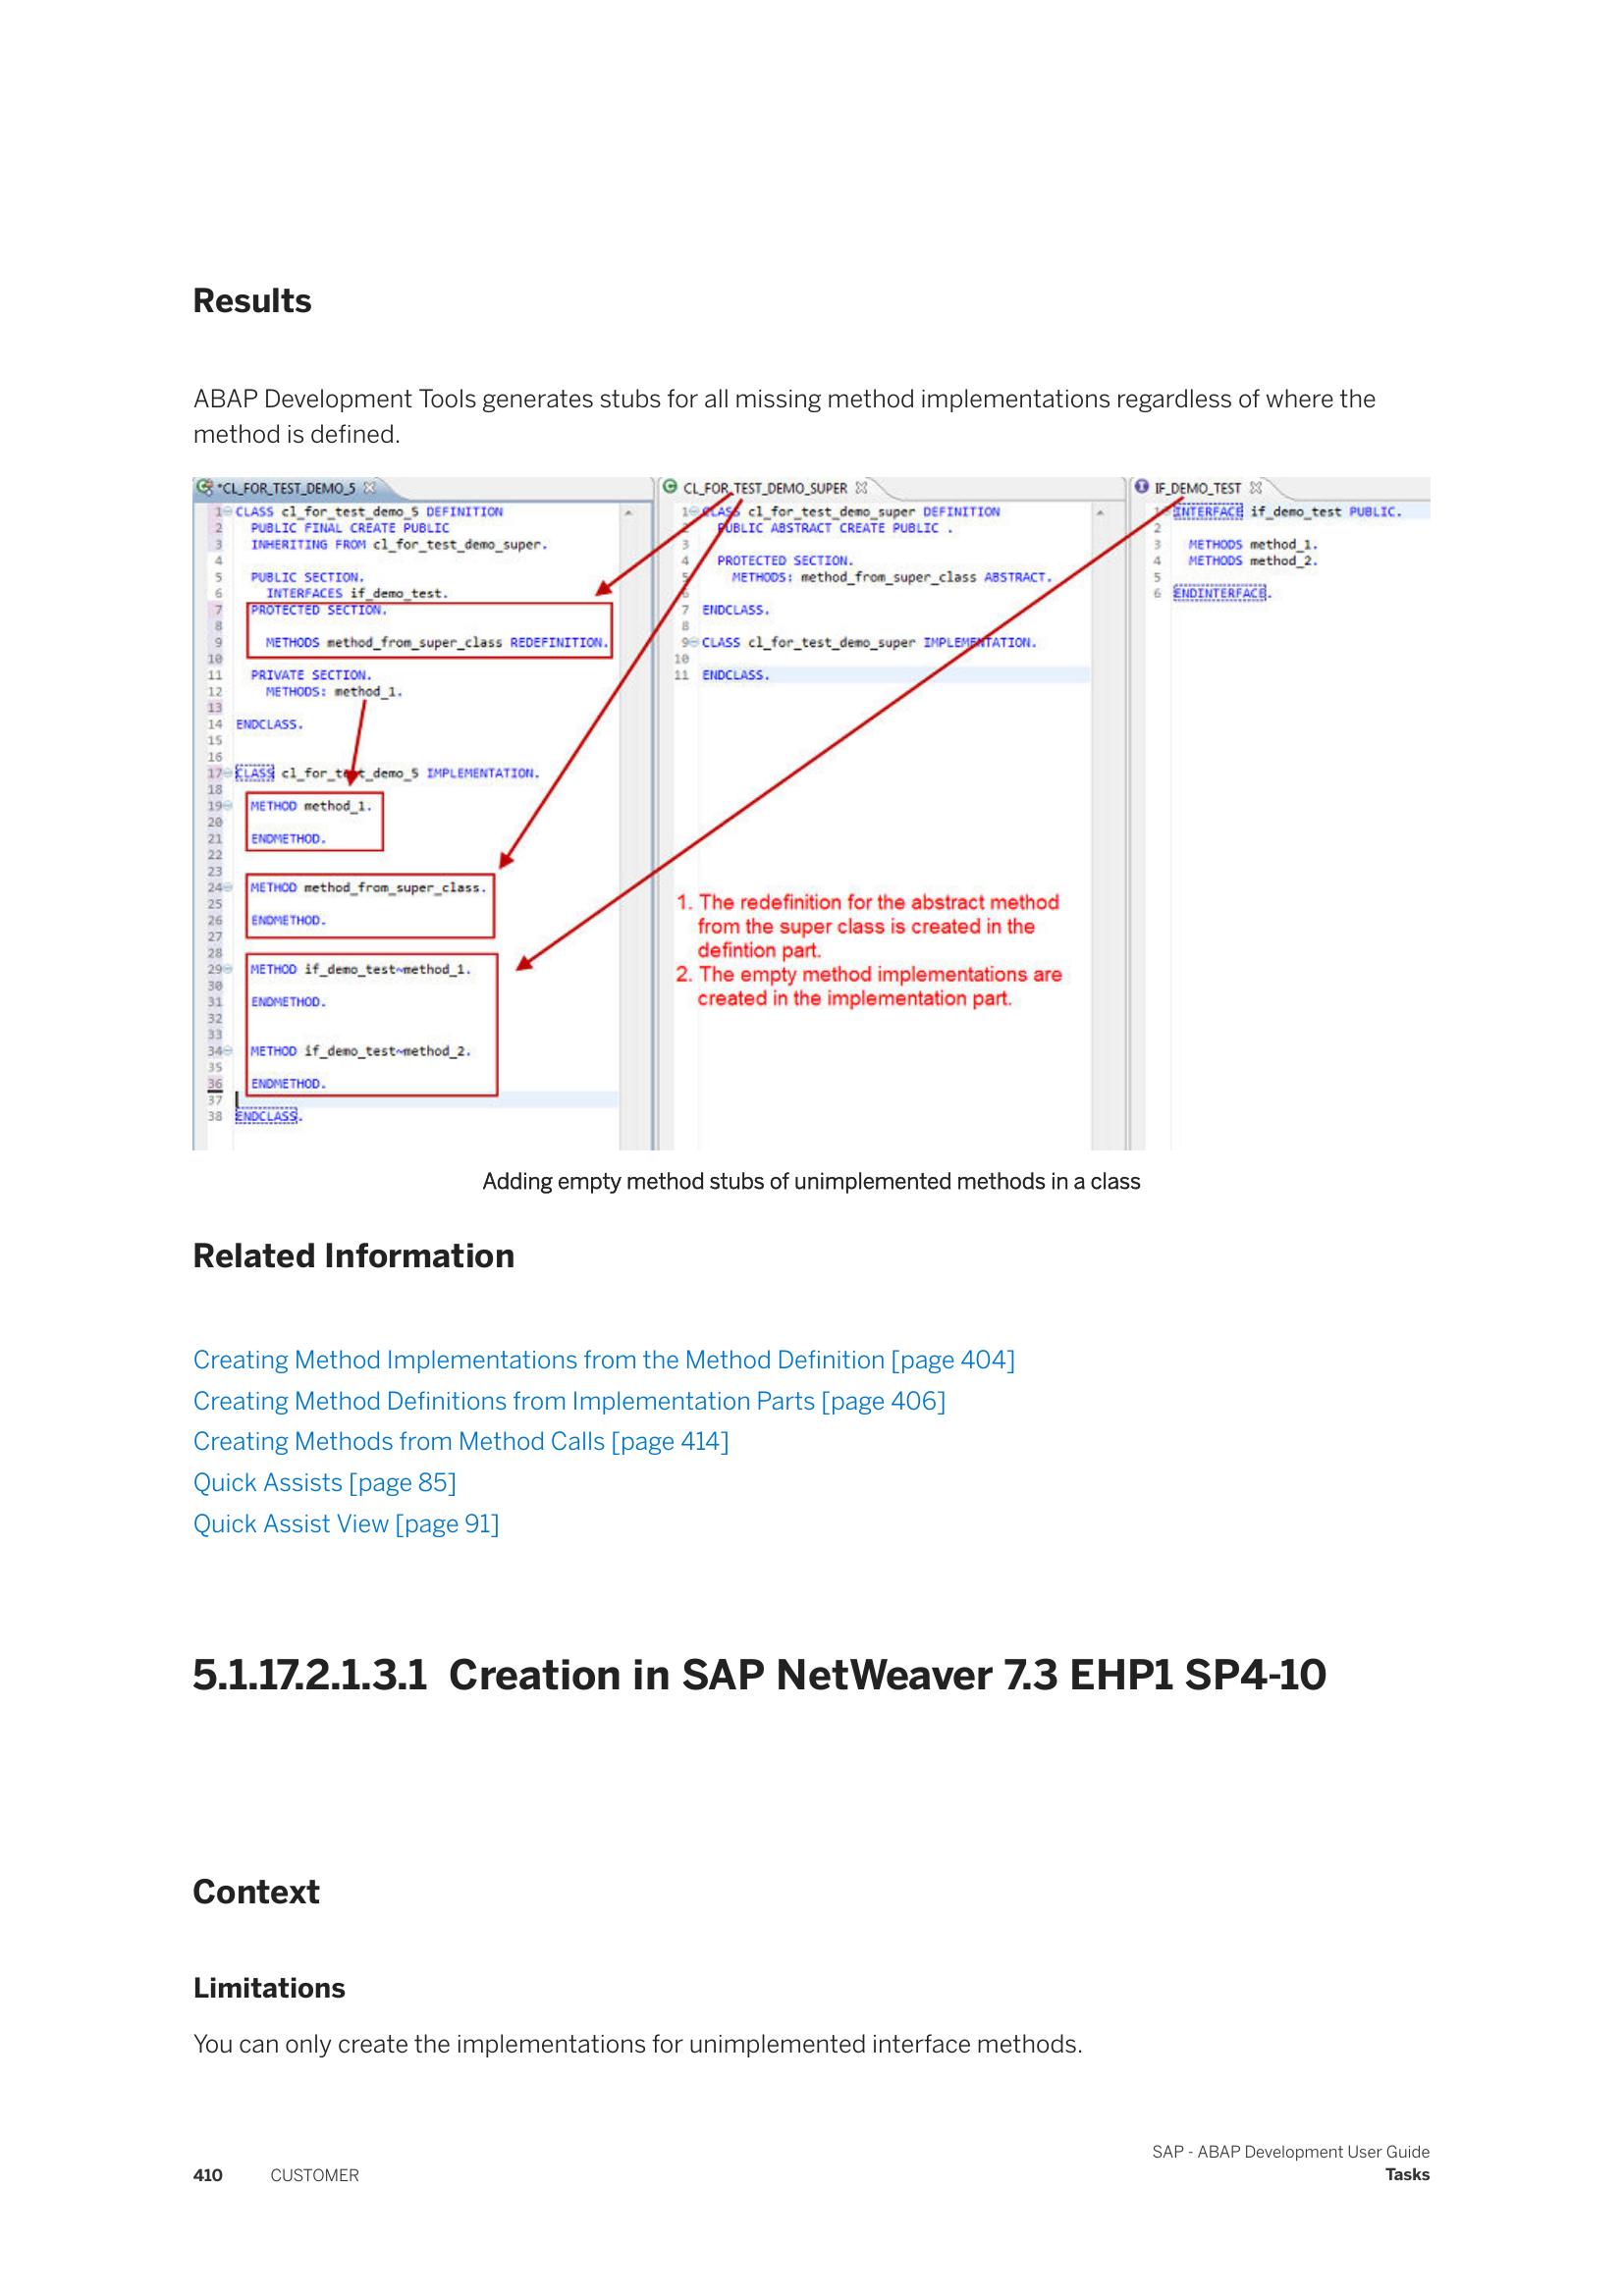 Results
ABAP Development Tools generates stubs for all missing method implementations regardless of where the
method is defined.
*CL_FOR_TEST_DEMO_5
1 CLASS cl_for_test_demo_5 DEFINITION
2 PUBLIC FINAL CREATE PUBLIC
3 INHERITING FROM cl_for_test_demo_super.
4
5 PUBLIC SECTION.
6 INTERFACES if_demo_test.
7 PROTECTED SECTION.
8
9 METHODS method_from_super_class REDEFINITION.
10
11 PRIVATE SECTION.
12 METHODS: method_1.
13
14 ENDCLASS.
15
16
17 CLASS cl_for_test_demo_5 IMPLEMENTATION.
18
19 METHOD method_1.
20
21 ENDMETHOD.
22
23
24 METHOD method_from_super_class.
25
26 ENDMETHOD.
27
28
29 METHOD if_demo_test~method_1.
30
31 ENDMETHOD.
32
33
34 METHOD if_demo_test~method_2.
35
36 ENDMETHOD.
37
38 ENDCLASS.
CL_FOR_TEST_DEMO_SUPER
1 CLASS cl_for_test_demo_super DEFINITION
2 PUBLIC ABSTRACT CREATE PUBLIC .
3
4 PROTECTED SECTION.
5 METHODS: method_from_super_class ABSTRACT.
6
7 ENDCLASS.
8
9 CLASS cl_for_test_demo_super IMPLEMENTATION.
10
11 ENDCLASS.
1. The redefinition for the abstract method
from the super class is created in the
defintion part.
2. The empty method implementations are
created in the implementation part.
IF_DEMO_TEST
1 INTERFACE if_demo_test PUBLIC.
2
3 METHODS method_1.
4 METHODS method_2.
5
6 ENDINTERFACE.
Adding empty method stubs of unimplemented methods in a class
Related Information
Creating Method Implementations from the Method Definition [page 404]
Creating Method Definitions from Implementation Parts [page 406]
Creating Methods from Method Calls [page 414]
Quick Assists [page 85]
Quick Assist View [page 91]
5.1.17.2.1.3.1 Creation in SAP NetWeaver 7.3 EHP1 SP4-10
Context
Limitations
You can only create the implementations for unimplemented interface methods.
SAP - ABAP Development User Guide
410 CUSTOMER Tasks